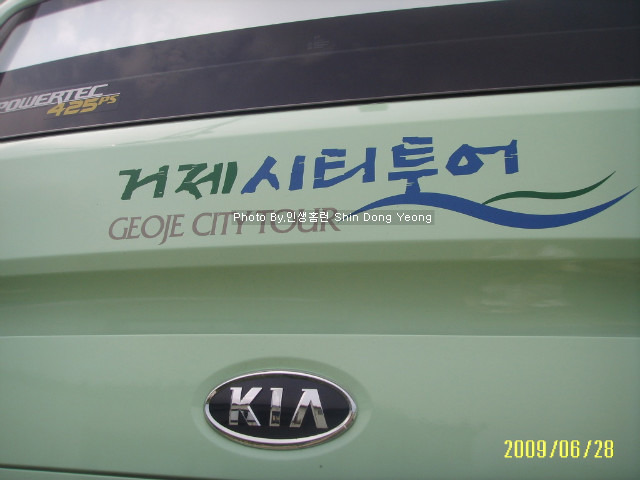 POWERTEC
425PS
거제시티투어
GEOJE CITY TOUR
Photo By.인생홈런 Shin Dong Yeong
KIA
2009/06/28